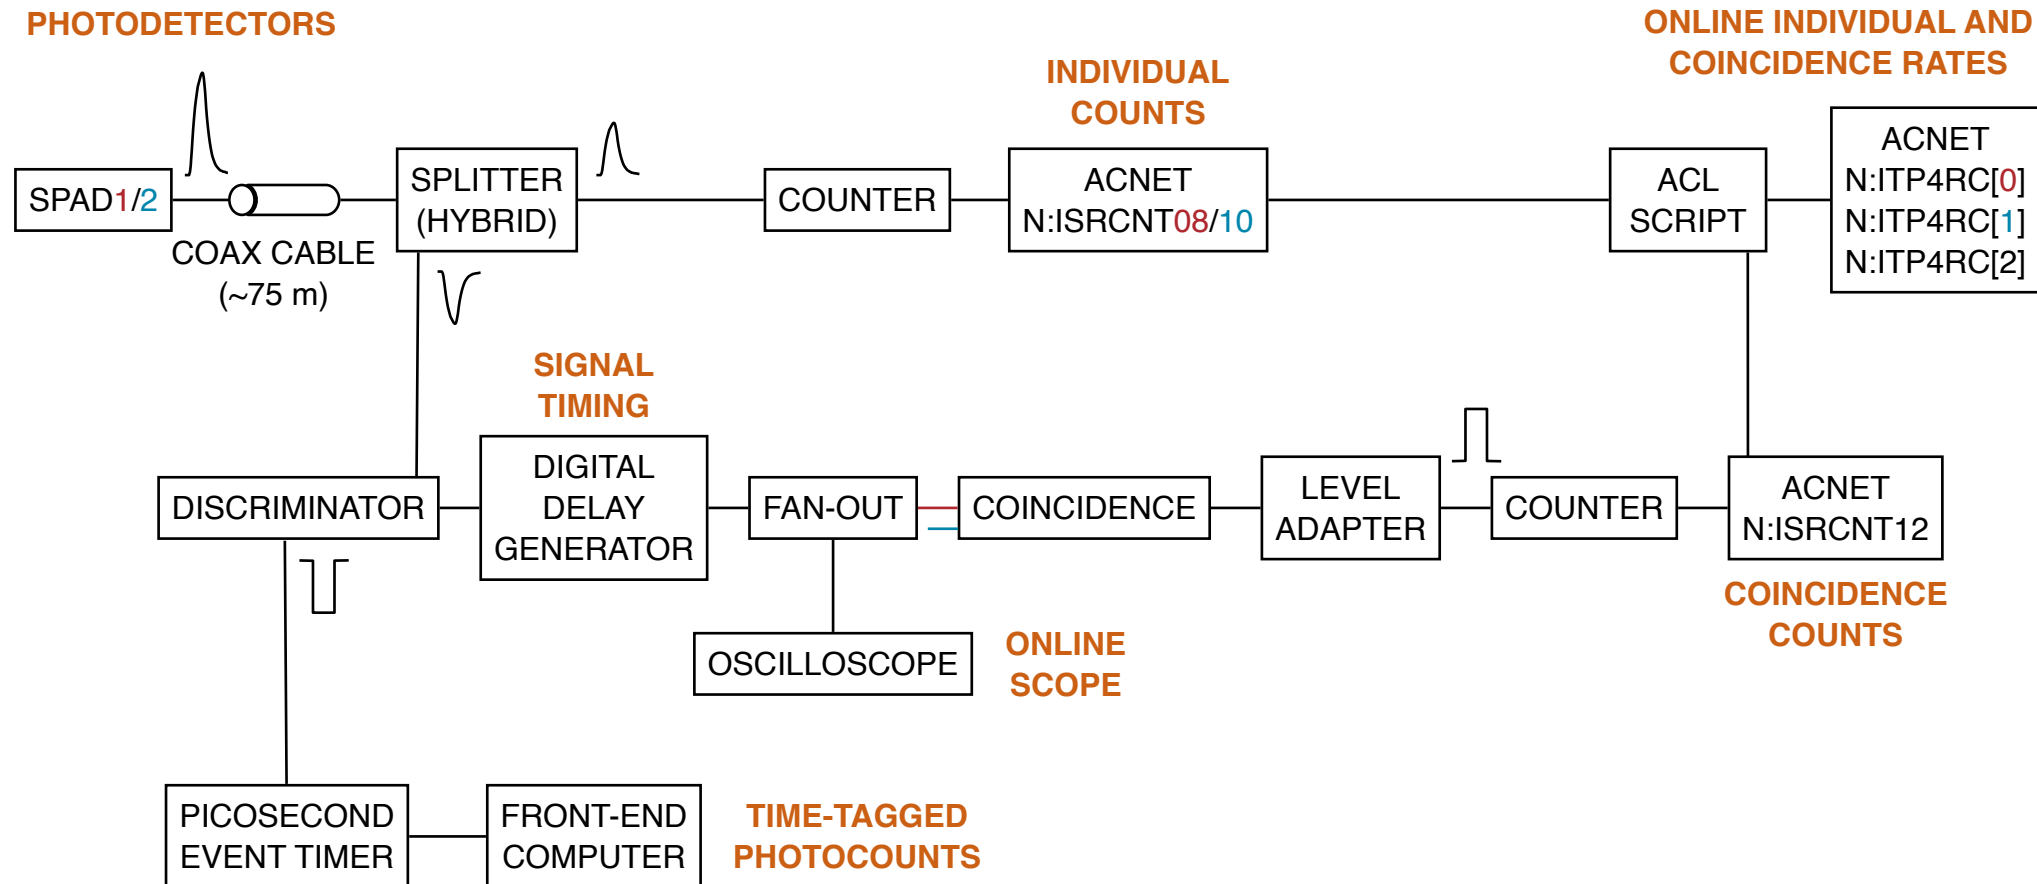 PHOTODETECTORS
ONLINE INDIVIDUAL AND
COINCIDENCE RATES
INDIVIDUAL
COUNTS
SPAD1/2
COAX CABLE
(~75 m)
SPLITTER
(HYBRID)
COUNTER
ACNET
N:ISRCNT08/10
ACL
SCRIPT
ACNET
N:ITP4RC[0]
N:ITP4RC[1]
N:ITP4RC[2]
SIGNAL
TIMING
DISCRIMINATOR
DIGITAL
DELAY
GENERATOR
FAN-OUT
COINCIDENCE
LEVEL
ADAPTER
COUNTER
ACNET
N:ISRCNT12
COINCIDENCE
COUNTS
OSCILLOSCOPE
ONLINE
SCOPE
PICOSECOND
EVENT TIMER
FRONT-END
COMPUTER
TIME-TAGGED
PHOTOCOUNTS